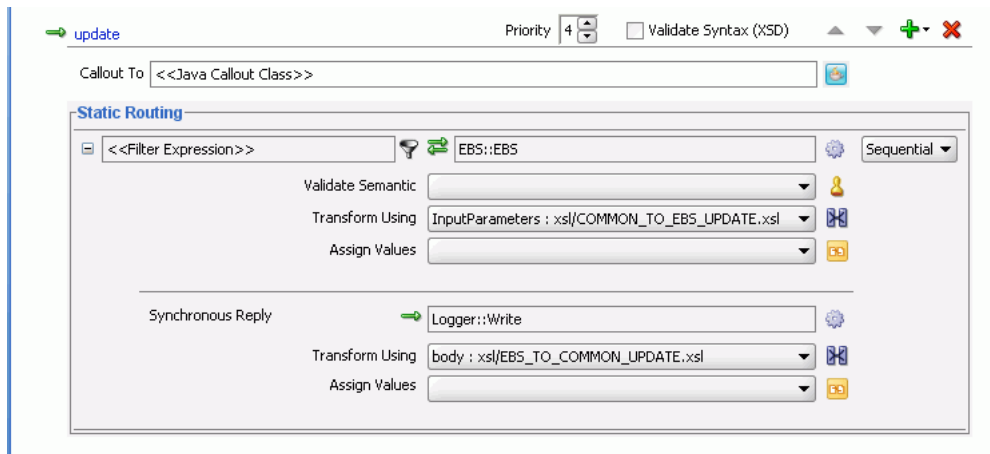 update Priority 4 Validate Syntax (XSD)
Callout To <<Java Callout Class>>
Static Routing
<<Filter Expression>> EBS::EBS Sequential
Validate Semantic
Transform Using InputParameters : xsl/COMMON_TO_EBS_UPDATE.xsl
Assign Values
Synchronous Reply Logger::Write
Transform Using body : xsl/EBS_TO_COMMON_UPDATE.xsl
Assign Values